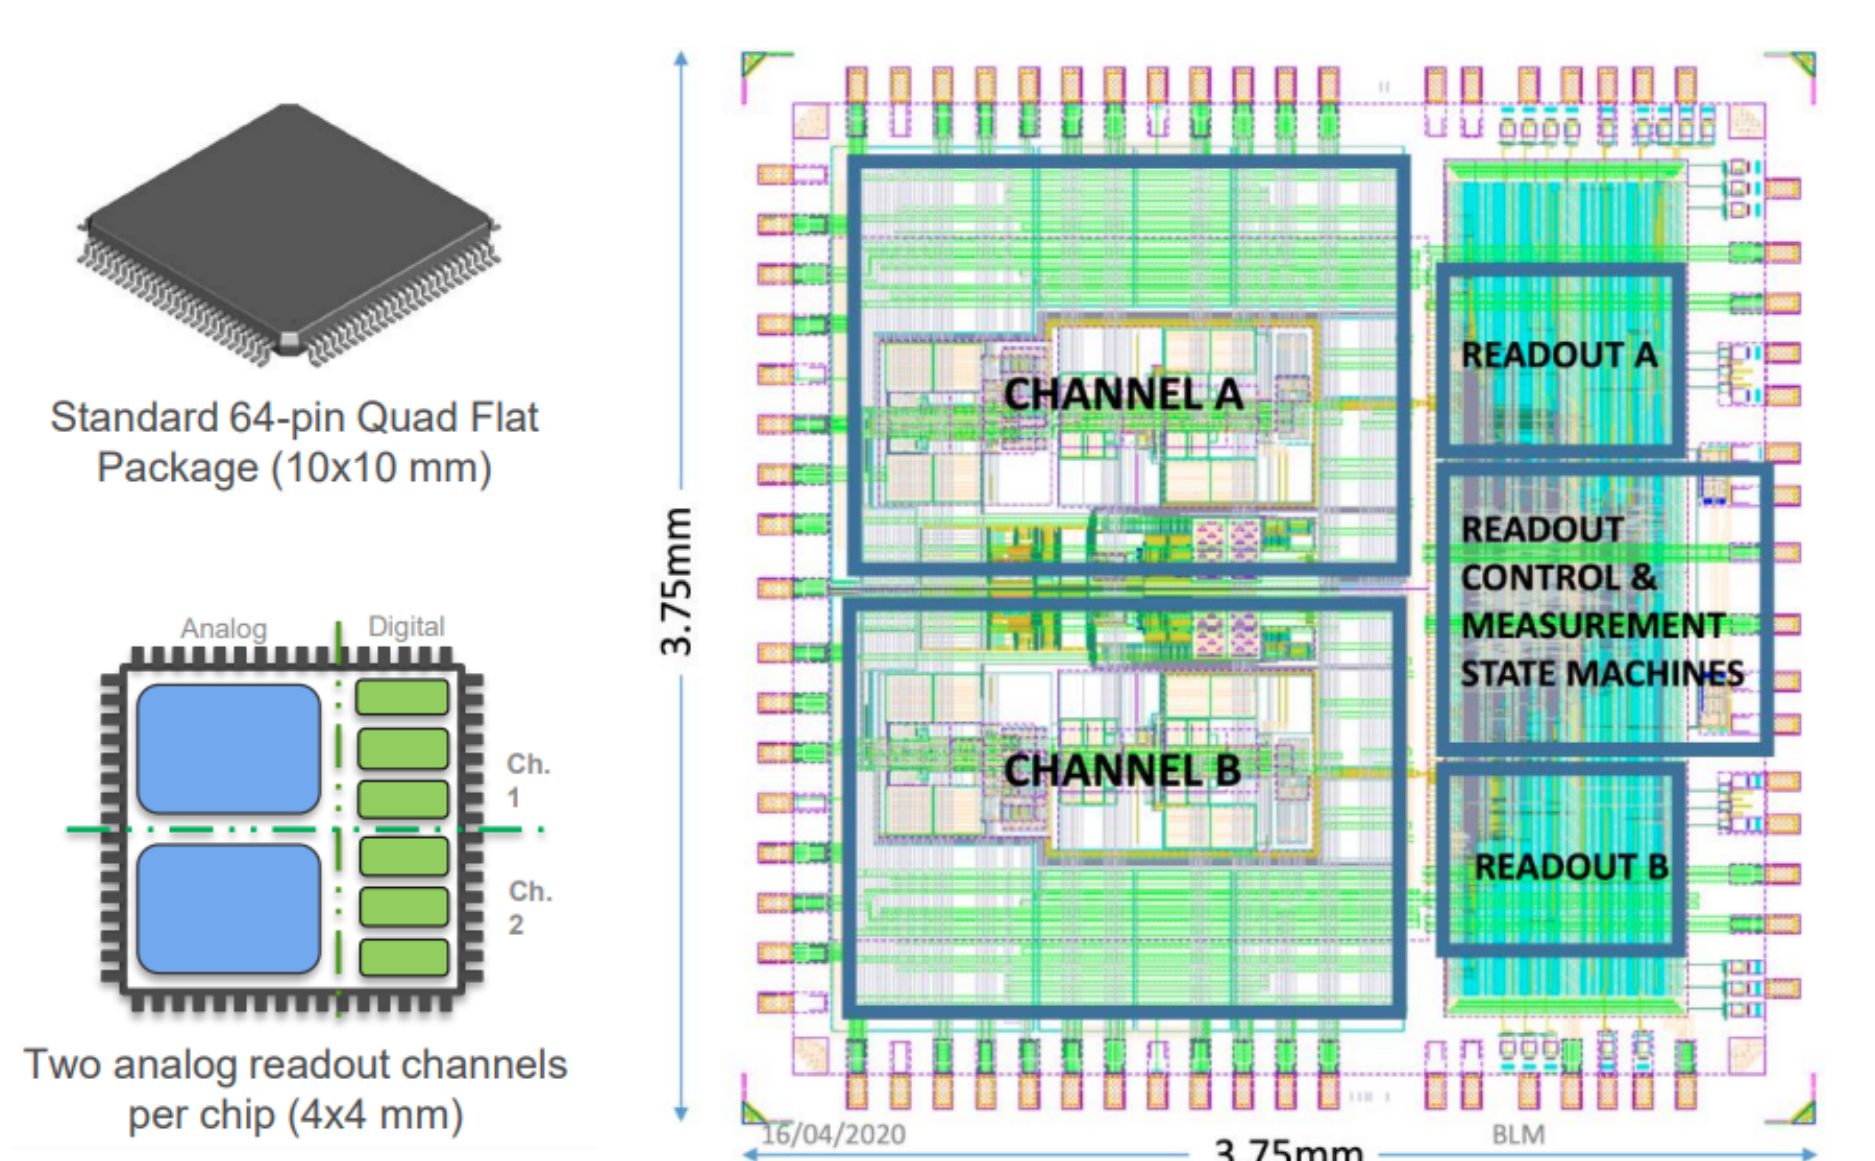 Standard 64-pin Quad Flat
Package (10x10 mm)
Analog
Digital
Ch.
1
Ch.
2
Two analog readout channels
per chip (4x4 mm)
3.75mm
CHANNEL A
READOUT A
READOUT
CONTROL &
MEASUREMENT
STATE MACHINES
CHANNEL B
READOUT B
16/04/2020
BLM
3.75mm